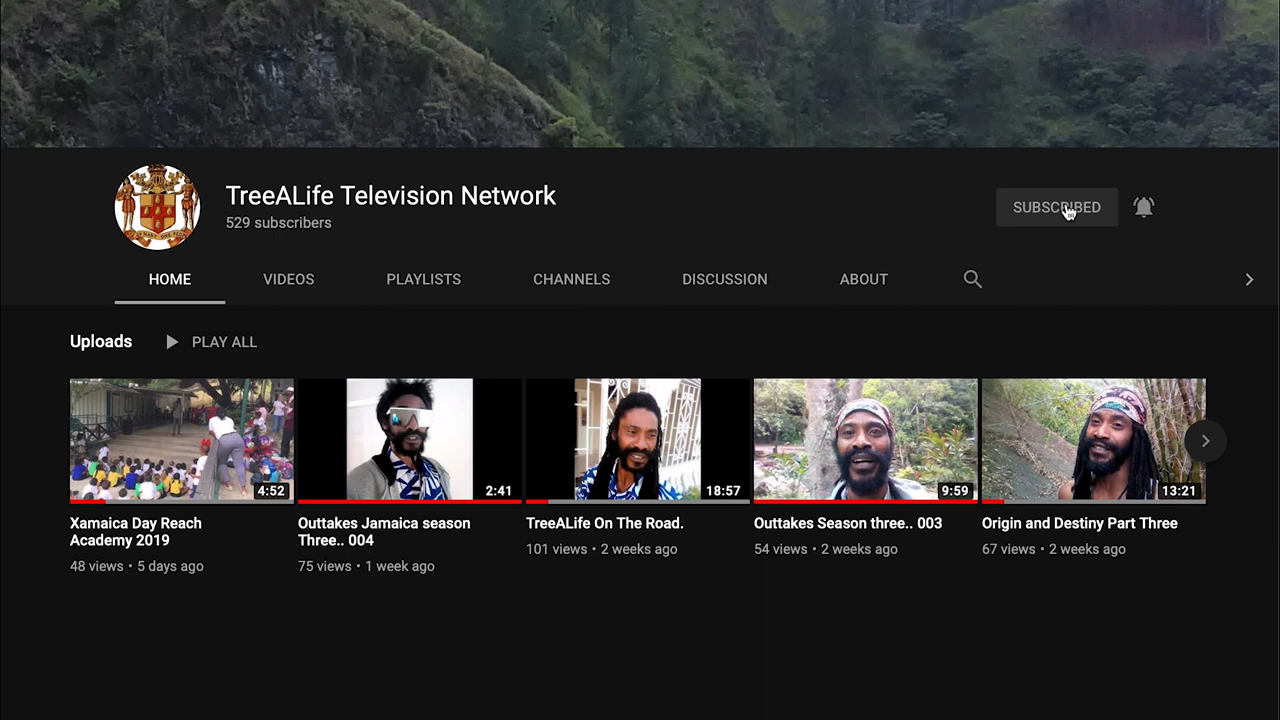 TreeALife Television Network
529 subscribers
SUBSCRIBED
HOME
VIDEOS
PLAYLISTS
CHANNELS
DISCUSSION
ABOUT
Uploads
PLAY ALL
4:52
2:41
18:57
9:59
13:21
Xamaica Day Reach
Academy 2019
48 views • 5 days ago
Outtakes Jamaica season
Three.. 004
75 views • 1 week ago
TreeALife On The Road.
101 views • 2 weeks ago
Outtakes Season three.. 003
54 views • 2 weeks ago
Origin and Destiny Part Three
67 views • 2 weeks ago